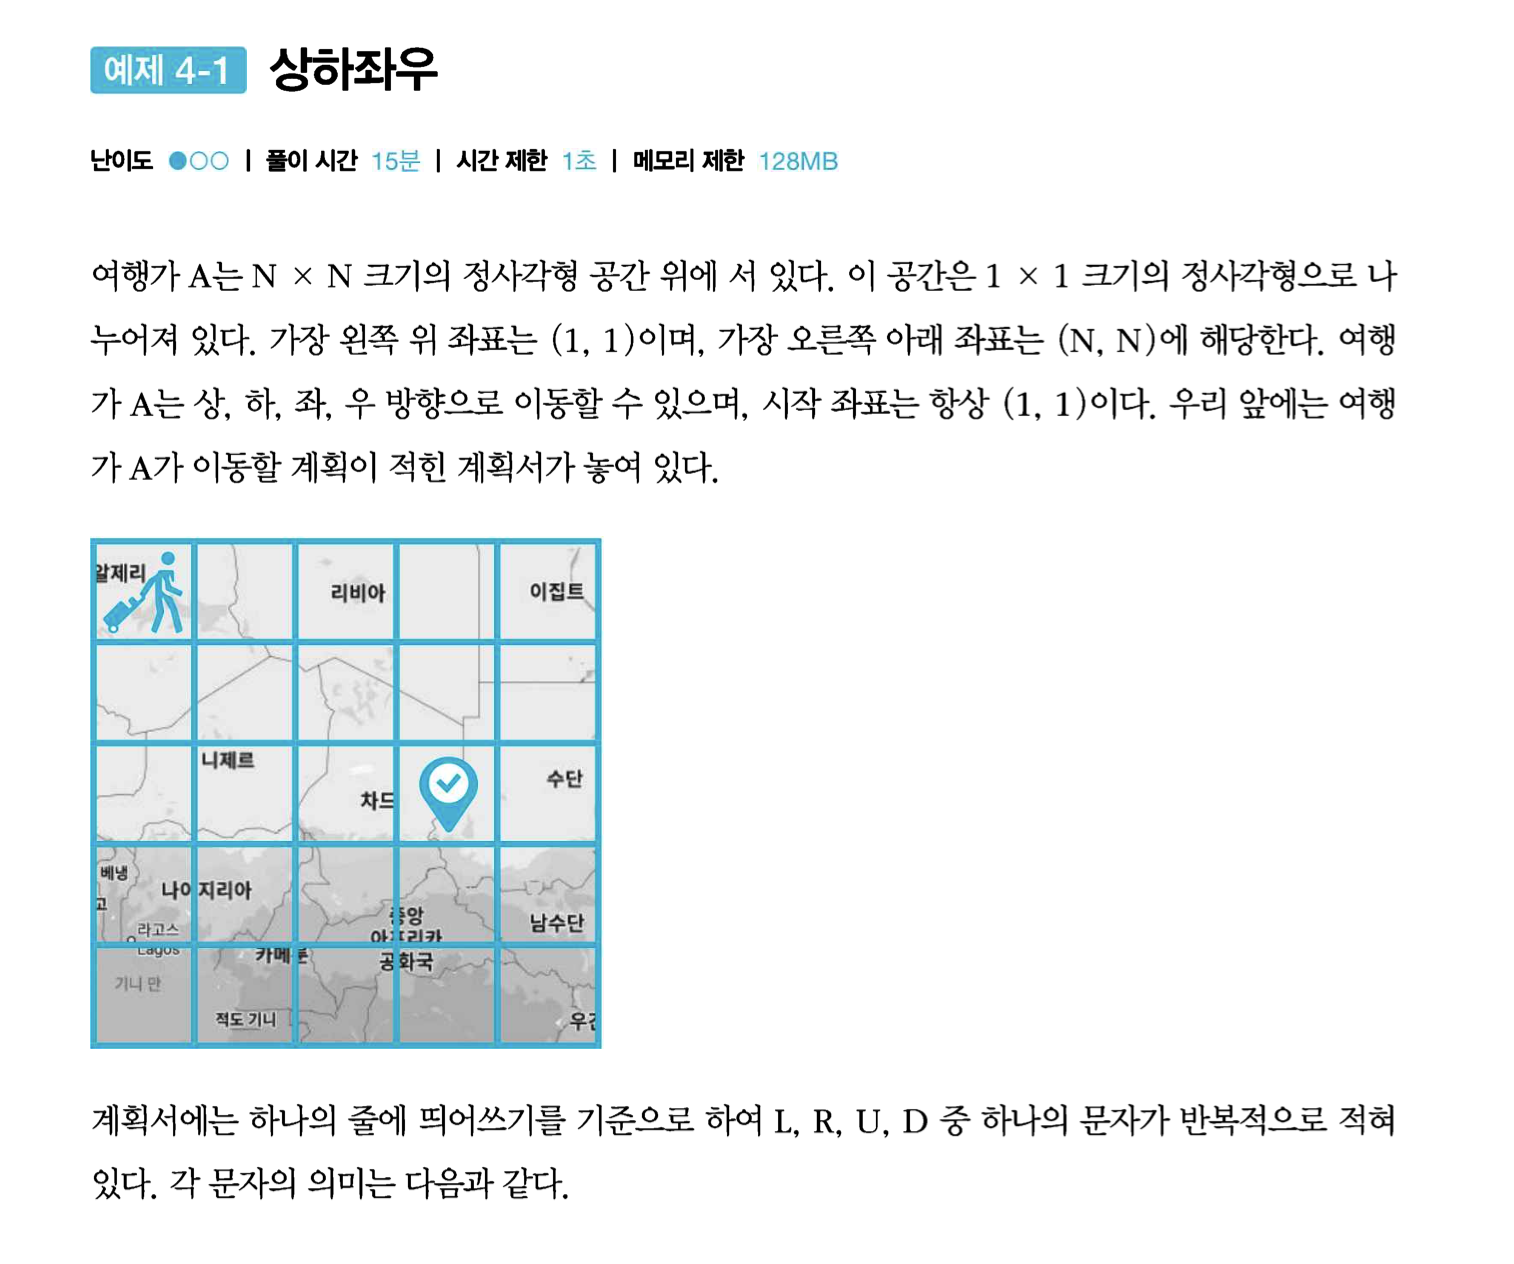 예제 4-1 상하좌우
난이도 ●○○ | 풀이 시간 15분 | 시간 제한 1초 | 메모리 제한 128MB
여행가 A는 N × N 크기의 정사각형 공간 위에 서 있다. 이 공간은 1 × 1 크기의 정사각형으로 나
누어져 있다. 가장 왼쪽 위 좌표는 (1, 1)이며, 가장 오른쪽 아래 좌표는 (N, N)에 해당한다. 여행
가 A는 상, 하, 좌, 우 방향으로 이동할 수 있으며, 시작 좌표는 항상 (1, 1)이다. 우리 앞에는 여행
가 A가 이동할 계획이 적힌 계획서가 놓여 있다.
알제리
리비아
이집트
니제르
차드
수단
베냉
고
나이지리아
라고스
Lagos
중앙
아프리카
공화국
남수단
카메룬
기니 만
적도 기니
우간
계획서에는 하나의 줄에 띄어쓰기를 기준으로 하여 L, R, U, D 중 하나의 문자가 반복적으로 적혀
있다. 각 문자의 의미는 다음과 같다.